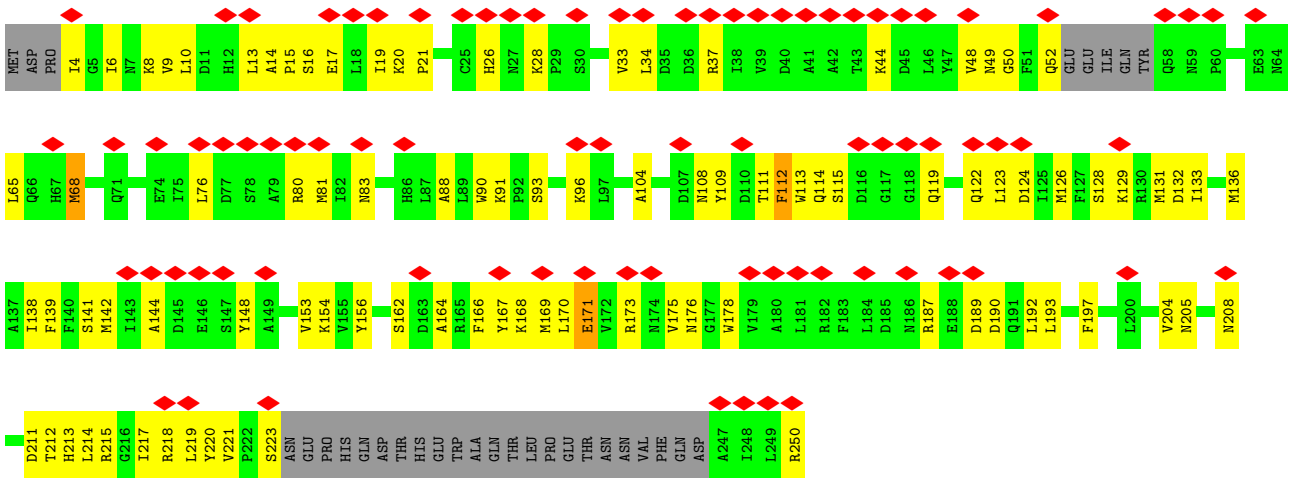 MET ASP PRO I4 G5 I6 N7 K8 V9 L10 D11 H12 L13 A14 P15 S16 E17 L18 I19 K20 P21 C25 H26 N27 K28 P29 S30 V33 L34 D35 D36 R37 I38 V39 D40 A41 A42 T43 K44 D45 L46 Y47 V48 N49 G50 F51 Q52 GLU GLU ILE GLN TYR Q58 N59 P60 E63 N64
L65 Q66 H67 M68 Q71 E74 I75 L76 D77 S78 A79 R80 M81 I82 N83 H86 L87 A88 L89 W90 K91 P92 S93 K96 L97 A104 D107 N108 Y109 D110 T111 F112 W113 Q114 S115 D116 G117 G118 Q119 Q122 L123 D124 I125 M126 F127 S128 K129 R130 M131 D132 I133 M136
A137 I138 F139 F140 S141 M142 I143 A144 D145 E146 S147 Y148 A149 V153 K154 V155 Y156 S162 D163 A164 R165 F166 Y167 K168 M169 L170 E171 V172 R173 N174 V175 N176 G177 W178 V179 A180 L181 R182 F183 L184 D185 N186 R187 E188 D189 D190 Q191 L192 L193 F197 L200 V204 N205 N208
D211 T212 H213 L214 R215 G216 I217 R218 L219 Y220 V221 P222 S223 ASN GLU PRO HIS GLN ASP THR HIS GLU TRP ALA GLN THR LEU PRO GLU THR ASN ASN VAL PHE GLN ASP A247 I248 L249 R250